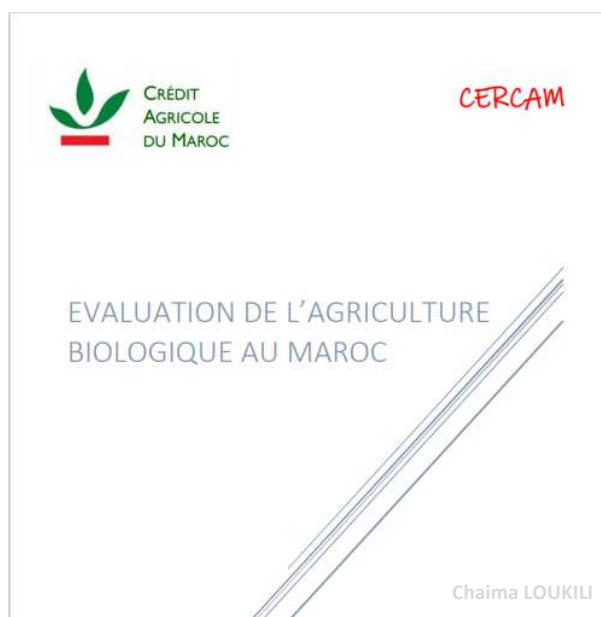 CRÉDIT
AGRICOLE
DU MAROC
CERCAM
EVALUATION DE L’AGRICULTURE
BIOLOGIQUE AU MAROC
Chaima LOUKILI